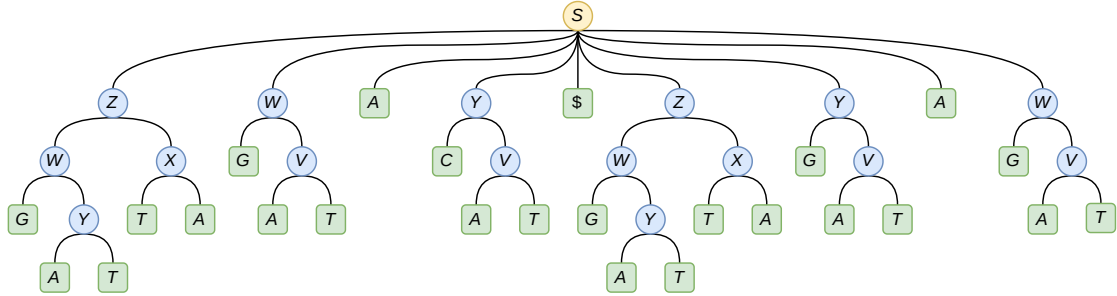 S
Z W A Y $ Z Y A W
W X G V C V W X G V G V
G Y T A A T A T G Y T A A T A T
A T A T